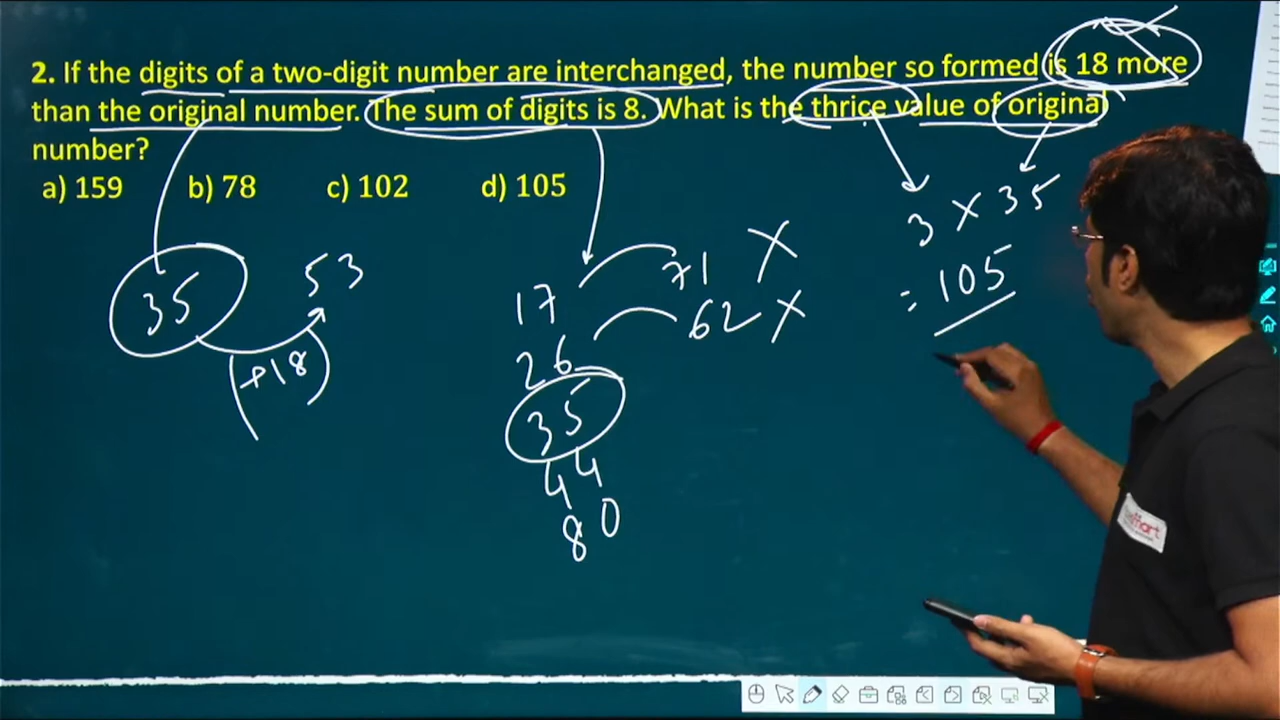 2. If the digits of a two-digit number are interchanged, the number so formed is 18 more
than the original number. The sum of digits is 8. What is the thrice value of original
number?
a) 159 b) 78 c) 102 d) 105
35 53
(+18)
17 71 X
26 62 X
35
44
80
3 X 35
= 105